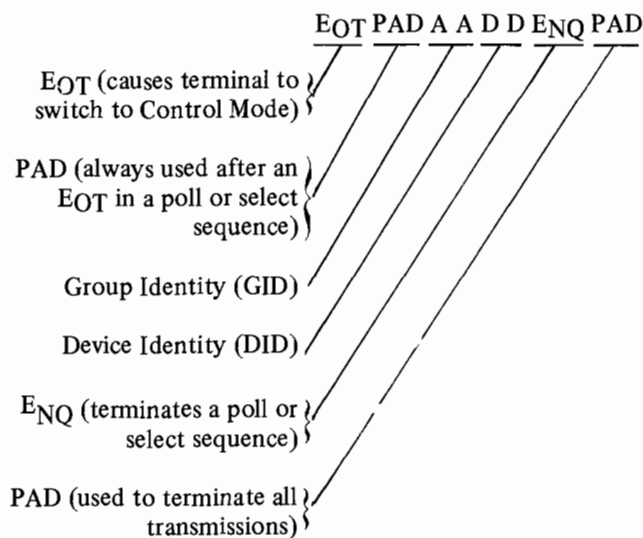 EOT PAD A A D D ENQ PAD
EOT (causes terminal to
switch to Control Mode)
PAD (always used after an
EOT in a poll or select
sequence)
Group Identity (GID)
Device Identity (DID)
ENQ (terminates a poll or
select sequence)
PAD (used to terminate all
transmissions)